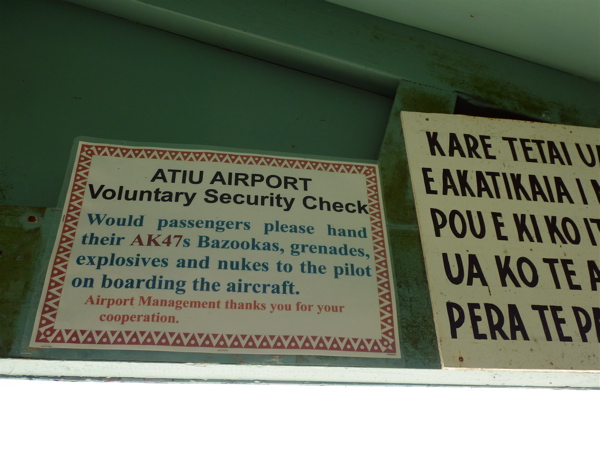 ATIU AIRPORT
Voluntary Security Check
Would passengers please hand
their AK47s Bazookas, grenades,
explosives and nukes to the pilot
on boarding the aircraft.
Airport Management thanks you for your
cooperation.
KARE TETAI
E AKATIKAIA I
POU E KI KO
UA KO TE
PERA TE